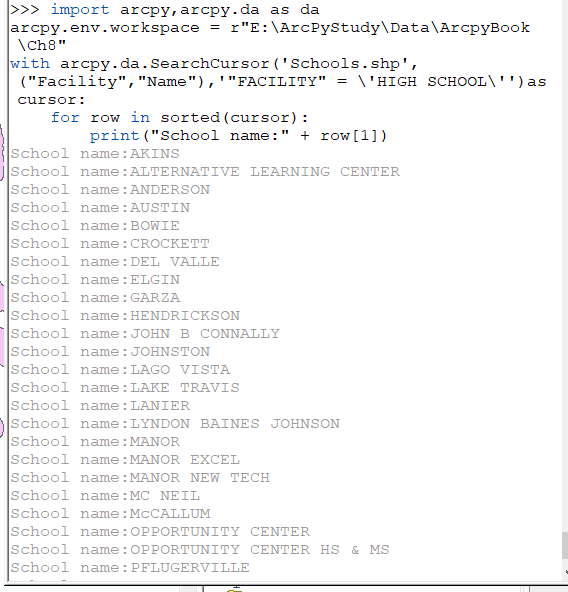 >>> import arcpy,arcpy.da as da
arcpy.env.workspace = r"E:\ArcPyStudy\Data\ArcpyBook
\Ch8"
with arcpy.da.SearchCursor('Schools.shp',
("Facility","Name"),'"FACILITY" = \'HIGH SCHOOL\'')as
cursor:
    for row in sorted(cursor):
        print("School name:" + row[1])
School name:AKINS
School name:ALTERNATIVE LEARNING CENTER
School name:ANDERSON
School name:AUSTIN
School name:BOWIE
School name:CROCKETT
School name:DEL VALLE
School name:ELGIN
School name:GARZA
School name:HENDRICKSON
School name:JOHN B CONNALLY
School name:JOHNSTON
School name:LAGO VISTA
School name:LAKE TRAVIS
School name:LANIER
School name:LYNDON BAINES JOHNSON
School name:MANOR
School name:MANOR EXCEL
School name:MANOR NEW TECH
School name:MC NEIL
School name:McCALLUM
School name:OPPORTUNITY CENTER
School name:OPPORTUNITY CENTER HS & MS
School name:PFLUGERVILLE